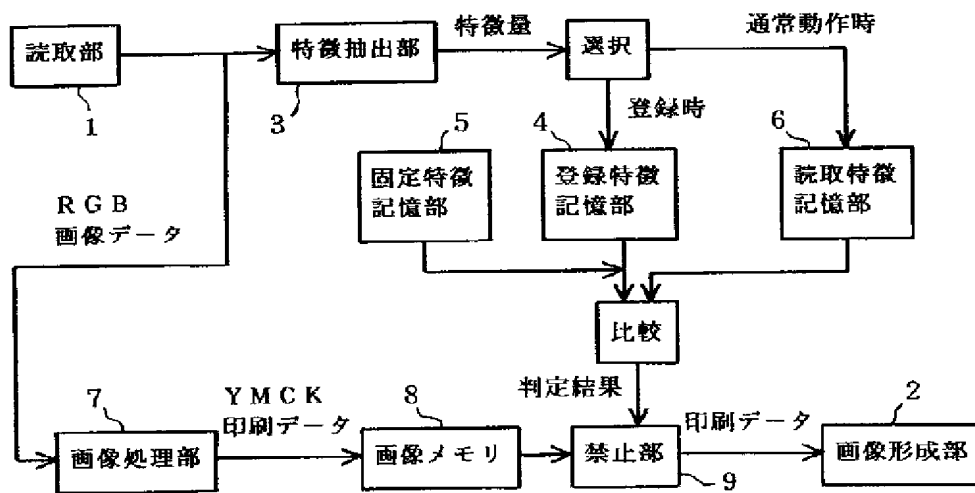 通常動作時
特徴量
読取部
特徴抽出部
選択
1
3
登録時
5
4
6
固定特徴
記憶部
登録特徴
記憶部
読取特徴
記憶部
ＲＧＢ
画像データ
比較
判定結果
7
ＹＭＣＫ
印刷データ
8
印刷データ
2
画像処理部
画像メモリ
禁止部
画像形成部
9